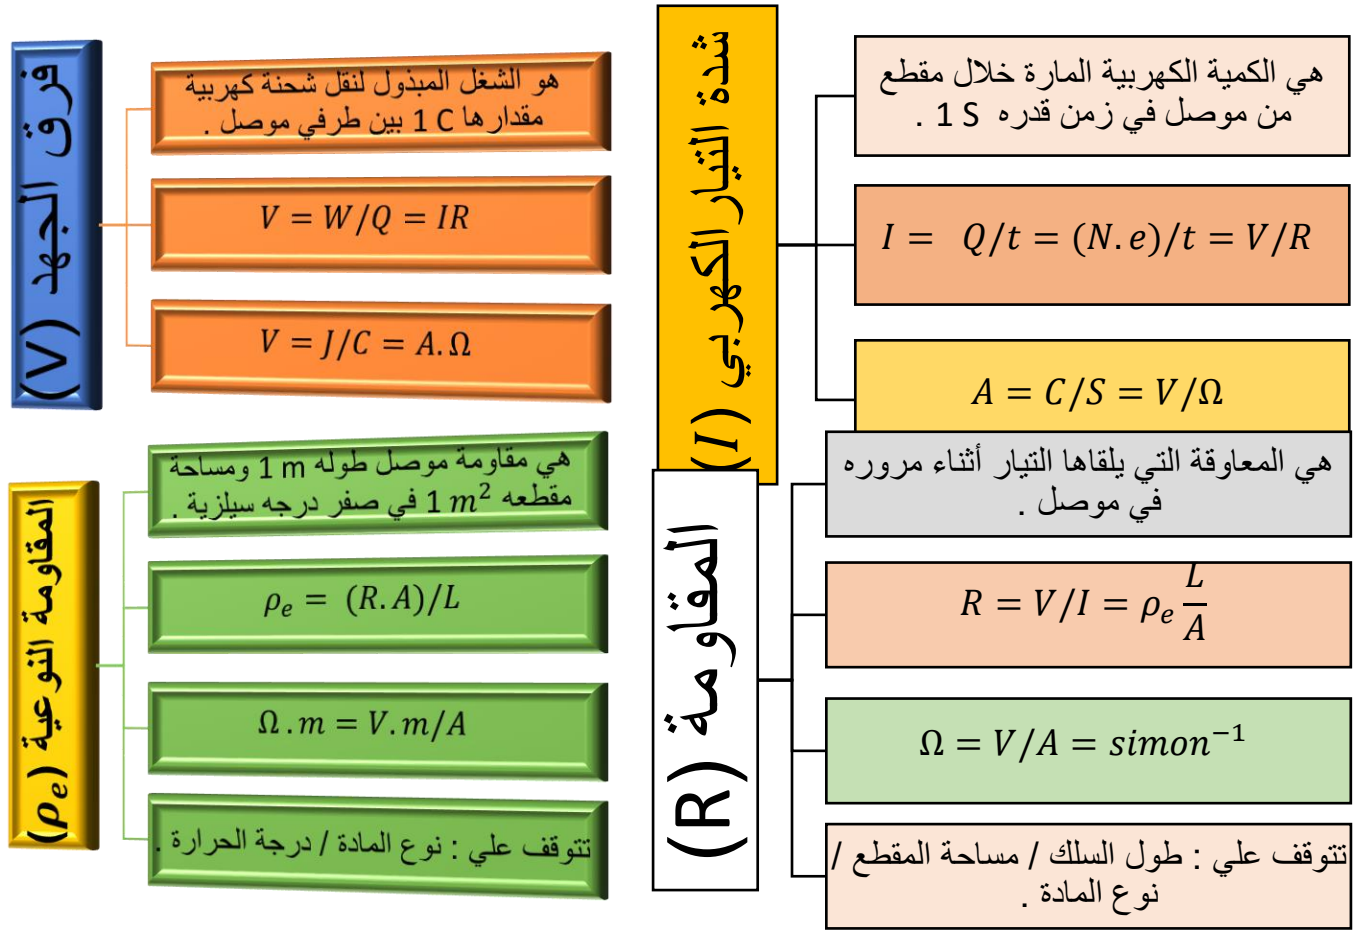 شدة التيار الكهربي (I)
هي الكمية الكهربية المارة خلال مقطع
من موصل في زمن قدره 1 S .
I = Q/t = (N.e)/t = V/R
A = C/S = V/Ω
فرق الجهد (V)
هو الشغل المبذول لنقل شحنة كهربية
مقدارها 1 C بين طرفي موصل .
V = W/Q = IR
V = J/C = A.Ω
المقاومة (R)
هي المعاوقة التي يلقاها التيار أثناء مروره
في موصل .
R = V/I = ρₑ L/A
Ω = V/A = simon⁻¹
تتوقف علي : طول السلك / مساحة المقطع /
نوع المادة .
المقاومة النوعية (ρₑ)
هي مقاومة موصل طوله 1 m ومساحة
مقطعه 1 m² في صفر درجه سيلزية .
ρₑ = (R.A)/L
Ω.m = V.m/A
تتوقف علي : نوع المادة / درجة الحرارة .